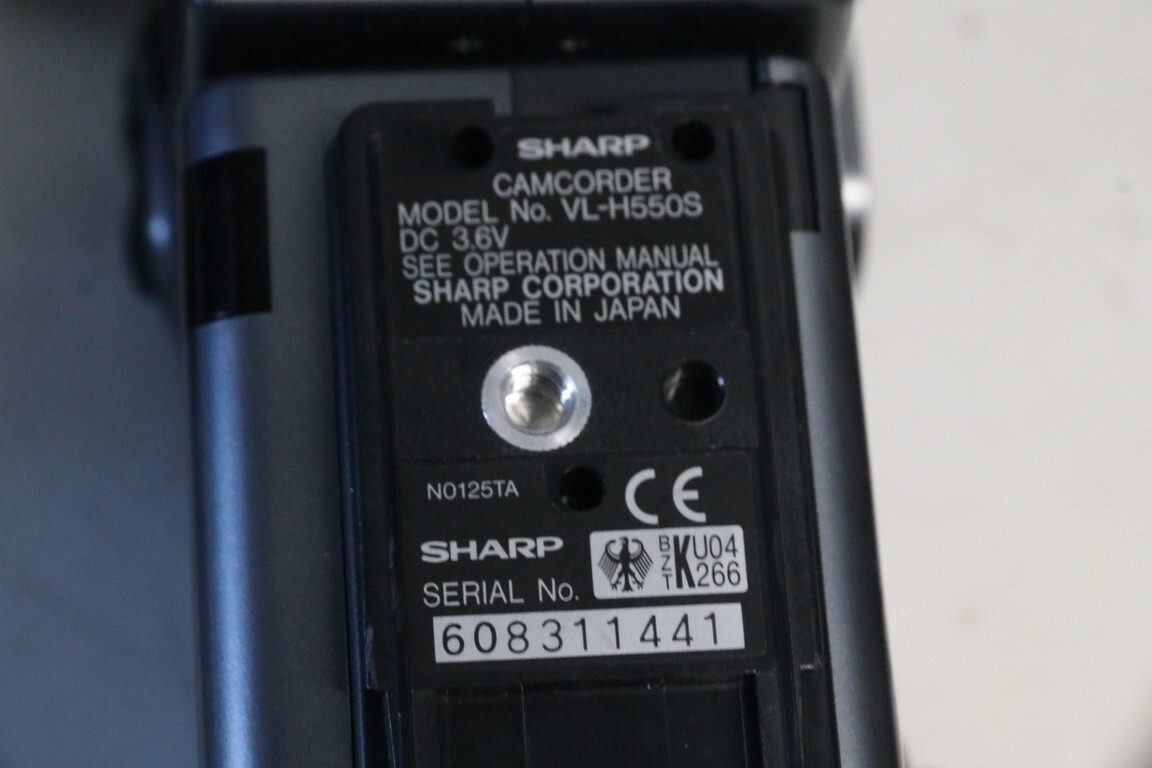 SHARP
CAMCORDER
MODEL No. VL-H550S
DC 3.6V
SEE OPERATION MANUAL
SHARP CORPORATION
MADE IN JAPAN
N0125TA
CE
SHARP
BZT K U04 266
SERIAL No.
608311441